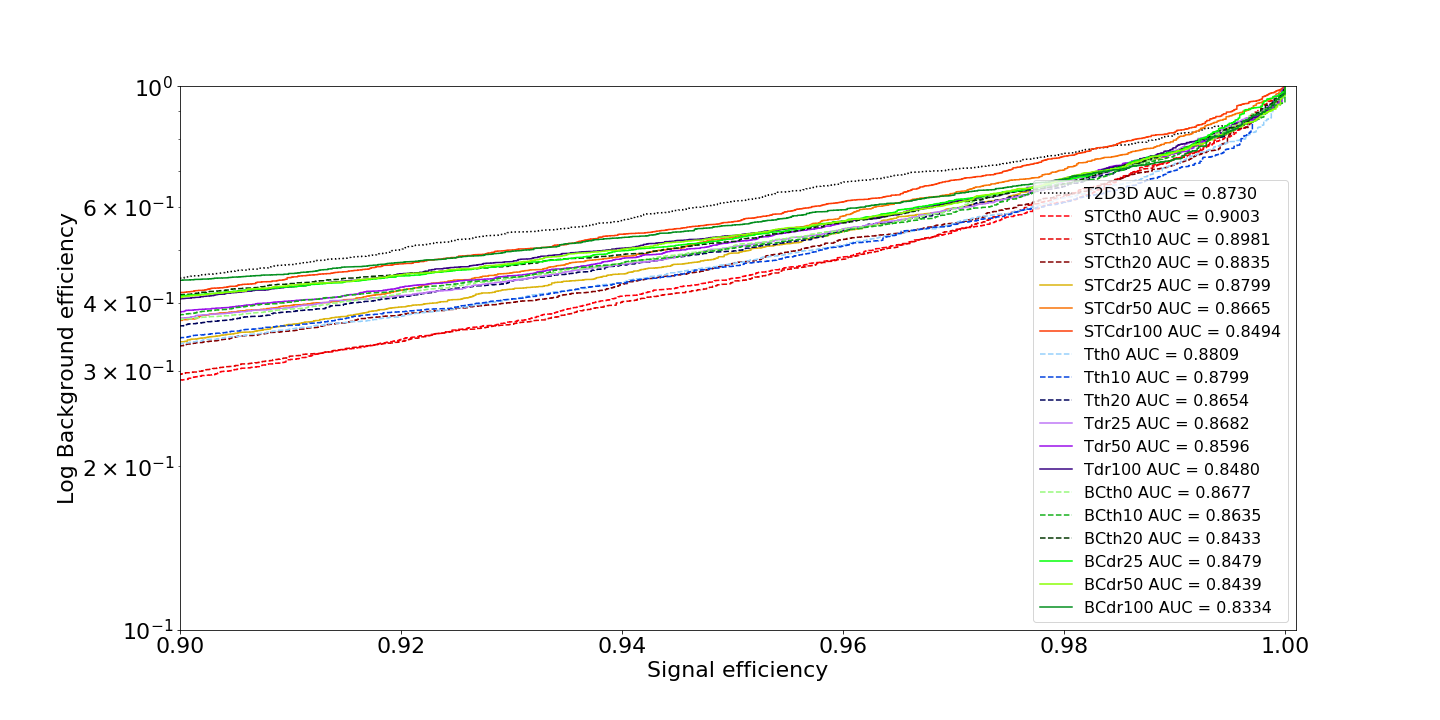 10⁰
6 × 10⁻¹
4 × 10⁻¹
3 × 10⁻¹
2 × 10⁻¹
10⁻¹
Log Background efficiency
0.90 0.92 0.94 0.96 0.98 1.00
Signal efficiency
T2D3D AUC = 0.8730
STCth0 AUC = 0.9003
STCth10 AUC = 0.8981
STCth20 AUC = 0.8835
STCdr25 AUC = 0.8799
STCdr50 AUC = 0.8665
STCdr100 AUC = 0.8494
Tth0 AUC = 0.8809
Tth10 AUC = 0.8799
Tth20 AUC = 0.8654
Tdr25 AUC = 0.8682
Tdr50 AUC = 0.8596
Tdr100 AUC = 0.8480
BCth0 AUC = 0.8677
BCth10 AUC = 0.8635
BCth20 AUC = 0.8433
BCdr25 AUC = 0.8479
BCdr50 AUC = 0.8439
BCdr100 AUC = 0.8334